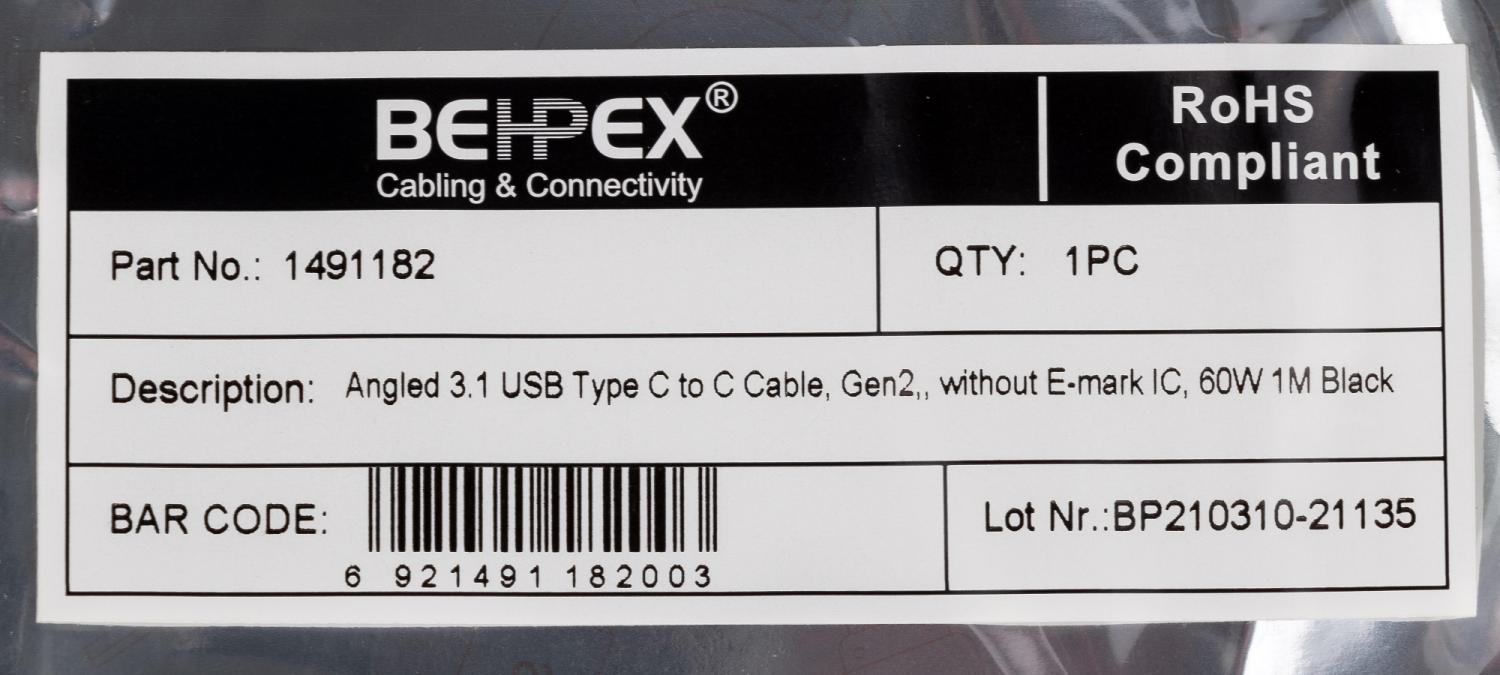 BEHPEX®
Cabling & Connectivity
RoHS
Compliant
Part No.: 1491182
QTY: 1PC
Description: Angled 3.1 USB Type C to C Cable, Gen2,, without E-mark IC, 60W 1M Black
BAR CODE:
6 921491 182003
Lot Nr.:BP210310-21135